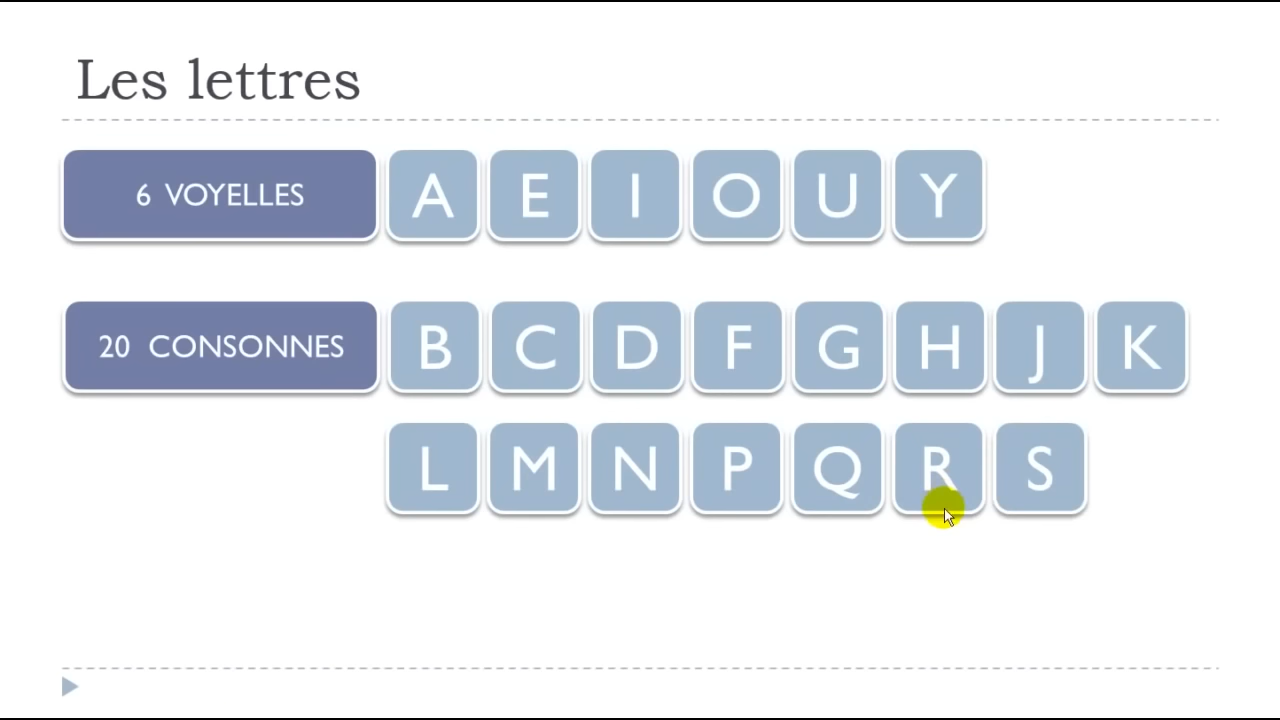 Les lettres
6 VOYELLES A E I O U Y
20 CONSONNES B C D F G H J K
L M N P Q R S